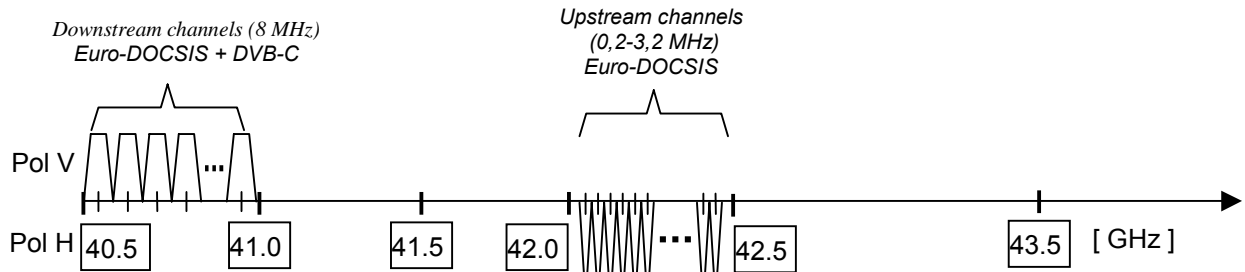 Downstream channels (8 MHz)
Euro-DOCSIS + DVB-C
Upstream channels
(0,2-3,2 MHz)
Euro-DOCSIS
Pol V
...
Pol H
40.5
41.0
41.5
42.0
...
42.5
43.5
[ GHz ]